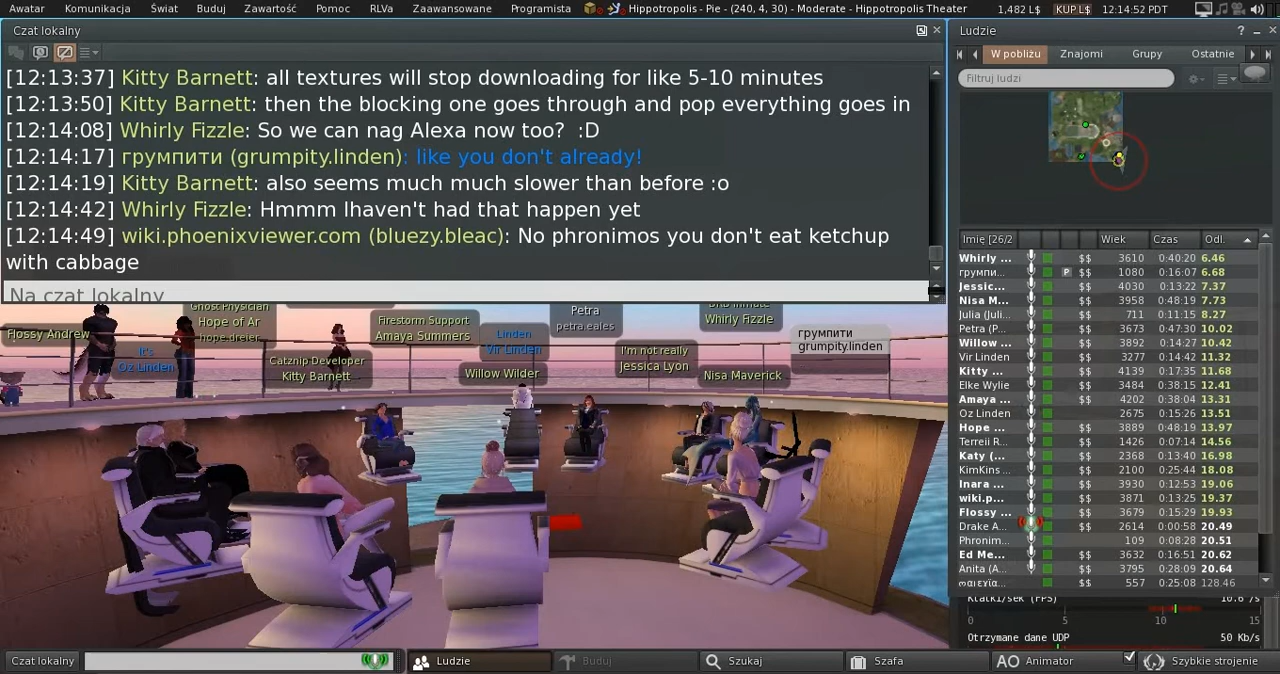 Awatar Komunikacja Świat Buduj Zawartość Pomoc RLVa Zaawansowane Programista Hippotropolis - Pie - (240, 4, 30) - Moderate - Hippotropolis Theater 1,482 L$ KUP L$ 12:14:52 PDT
Czat lokalny
[12:13:37] Kitty Barnett: all textures will stop downloading for like 5-10 minutes
[12:13:50] Kitty Barnett: then the blocking one goes through and pop everything goes in
[12:14:08] Whirly Fizzle: So we can nag Alexa now too?  :D
[12:14:17] грумпити (grumpity.linden): like you don't already!
[12:14:19] Kitty Barnett: also seems much much slower than before :o
[12:14:42] Whirly Fizzle: Hmmm Ihaven't had that happen yet
[12:14:49] wiki.phoenixviewer.com (bluezy.bleac): No phronimos you don't eat ketchup
with cabbage
Na czat lokalny
Flossy Andrew
Ghost Physician
Hope of Ar
hope.dreier
It's
Oz Linden
Catznip Developer
Kitty Barnett
Firestorm Support
Amaya Summers
Linden
Vir Linden
Willow Wilder
Petra
petra.eales
I'm not really
Jessica Lyon
Whirly Fizzle
Nisa Maverick
грумпити
grumpity.linden
Ludzie
W pobliżu Znajomi Grupy Ostatnie
Filtruj ludzi
Imię [26/2 Wiek Czas Odl.
Whirly ... $$ 3610 0:40:20 6.46
грумпи... P $$ 1080 0:16:07 6.68
Jessic... $$ 4030 0:13:22 7.37
Nisa M... $$ 3958 0:48:19 7.73
Julia (Juli... $$ 711 0:11:15 8.27
Petra (P... $$ 3673 0:47:30 10.02
Willow ... $$ 3892 0:14:27 10.42
Vir Linden $$ 3277 0:14:42 11.32
Kitty ... $$ 4139 0:17:35 11.68
Elke Wylie $$ 3484 0:38:15 12.41
Amaya ... $$ 4202 0:38:04 13.31
Oz Linden 2675 0:15:26 13.51
Hope ... $$ 3889 0:48:19 13.97
Terreii R... $$ 1426 0:07:14 14.56
Katy (... $$ 2368 0:13:40 16.98
KimKins ... $$ 2100 0:25:44 18.08
Inara ... $$ 3930 0:12:53 19.06
wiki.p... $$ 3871 0:13:25 19.37
Flossy ... $$ 3679 0:15:29 19.93
Drake A... $$ 2614 0:00:58 20.49
Phronim... 109 0:08:28 20.51
Ed Me... $$ 3632 0:16:51 20.62
Anita (A... $$ 3795 0:28:09 20.64
$$ 557 0:25:08 128.46
Klatki/sek (FPS) 10.6 /s
0 5 10 15
Otrzymane dane UDP 50 Kb/s
Czat lokalny Ludzie Buduj Szukaj Szafa AO Animator Szybkie strojenie